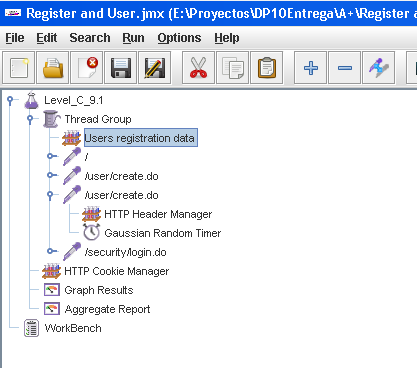 Register and User.jmx (E:\Proyectos\DP10Entrega\A+\Register a
File Edit Search Run Options Help
Level_C_9.1
Thread Group
Users registration data
/
/user/create.do
/user/create.do
HTTP Header Manager
Gaussian Random Timer
/security/login.do
HTTP Cookie Manager
Graph Results
Aggregate Report
WorkBench